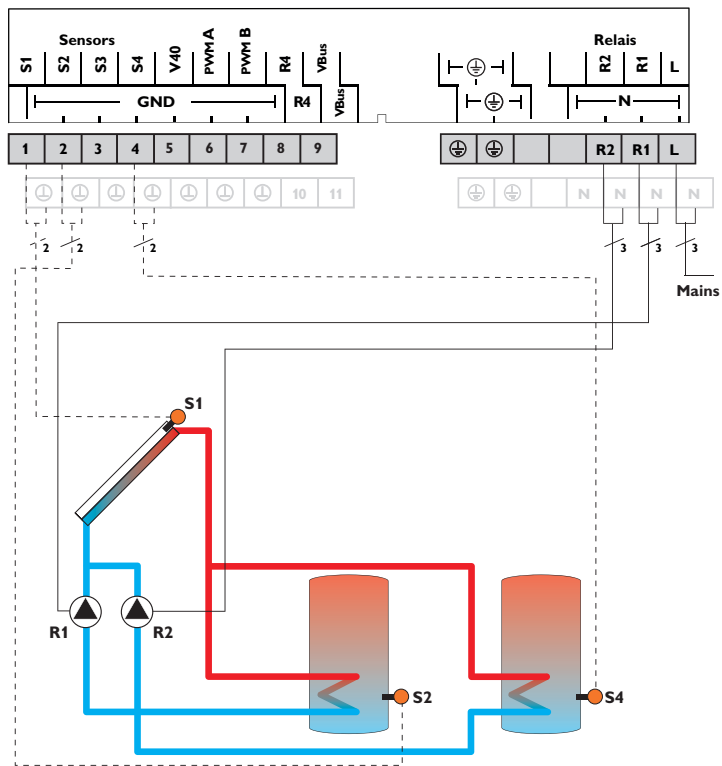 Sensors
Relais
S1 S2 S3 S4 V40 PWM A PWM B R4 VBus
R2 R1 L
GND R4 VBus
N
1 2 3 4 5 6 7 8 9
R2 R1 L
10 11
N N N
2 2 2
3 3 3
Mains
S1
R1 R2
S2 S4